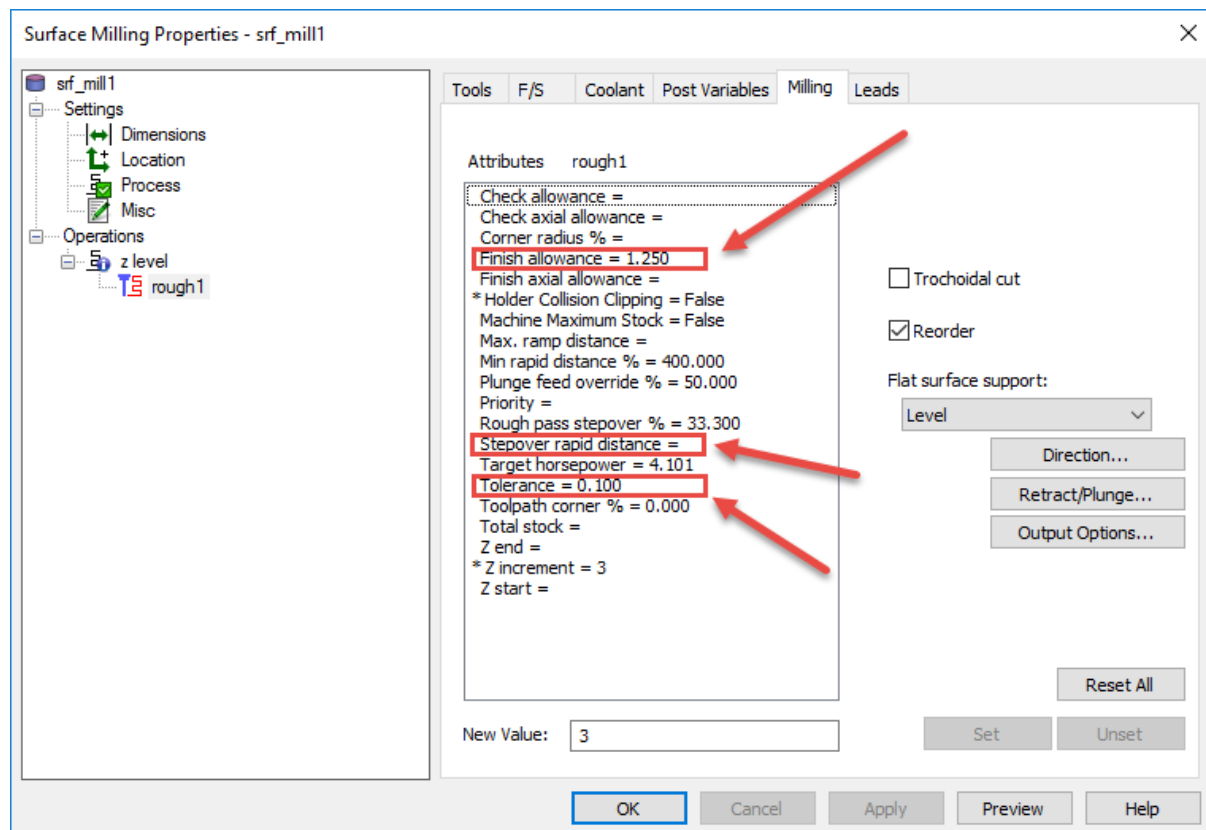 Surface Milling Properties - srf_mill1
srf_mill1
Settings
Dimensions
Location
Process
Misc
Operations
z level
rough1
Tools F/S Coolant Post Variables Milling Leads
Attributes rough1
Check allowance =
Check axial allowance =
Corner radius % =
Finish allowance = 1.250
Finish axial allowance =
* Holder Collision Clipping = False
Machine Maximum Stock = False
Max. ramp distance =
Min rapid distance % = 400.000
Plunge feed override % = 50.000
Priority =
Rough pass stepover % = 33.300
Stepover rapid distance =
Target horsepower = 4.101
Tolerance = 0.100
Toolpath corner % = 0.000
Total stock =
Z end =
* Z increment = 3
Z start =
Trochoidal cut
Reorder
Flat surface support:
Level
Direction...
Retract/Plunge...
Output Options...
Reset All
New Value: 3 Set Unset
OK Cancel Apply Preview Help